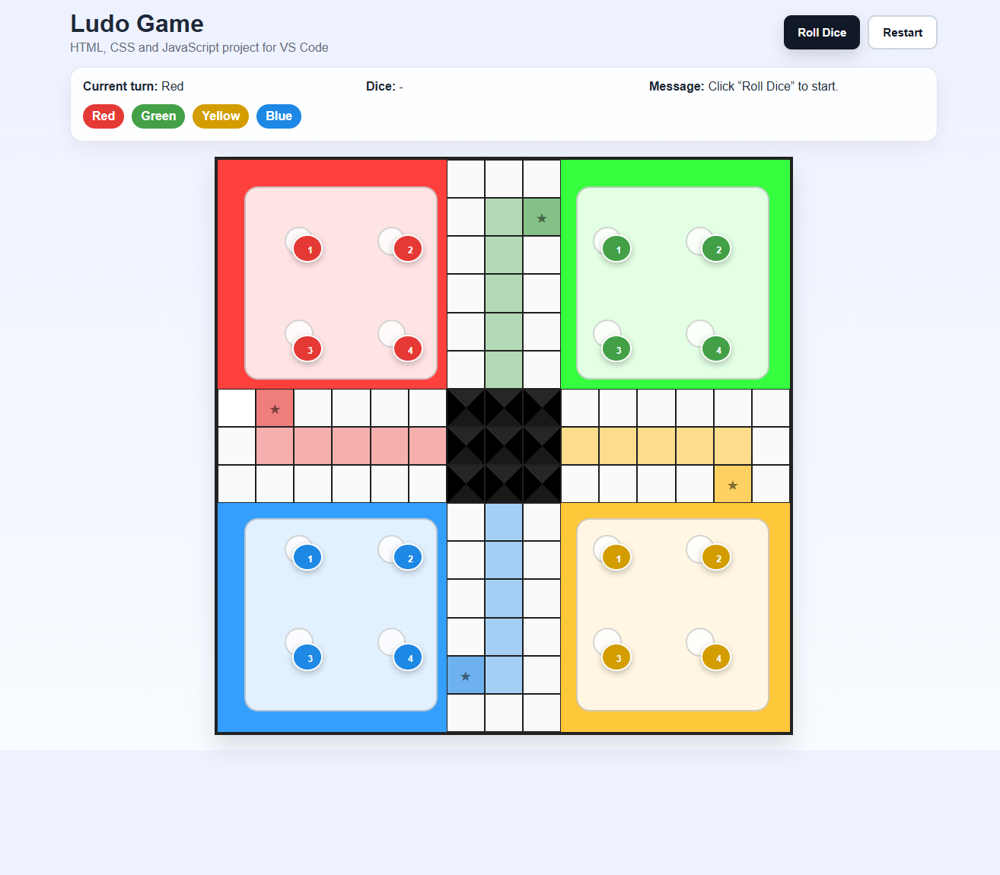 Ludo Game
HTML, CSS and JavaScript project for VS Code
Roll Dice
Restart
Current turn: Red
Dice: -
Message: Click “Roll Dice” to start.
Red
Green
Yellow
Blue
★
1 2
1 2
3 4
3 4
★
★
1 2
1 2
3 4
3 4
★